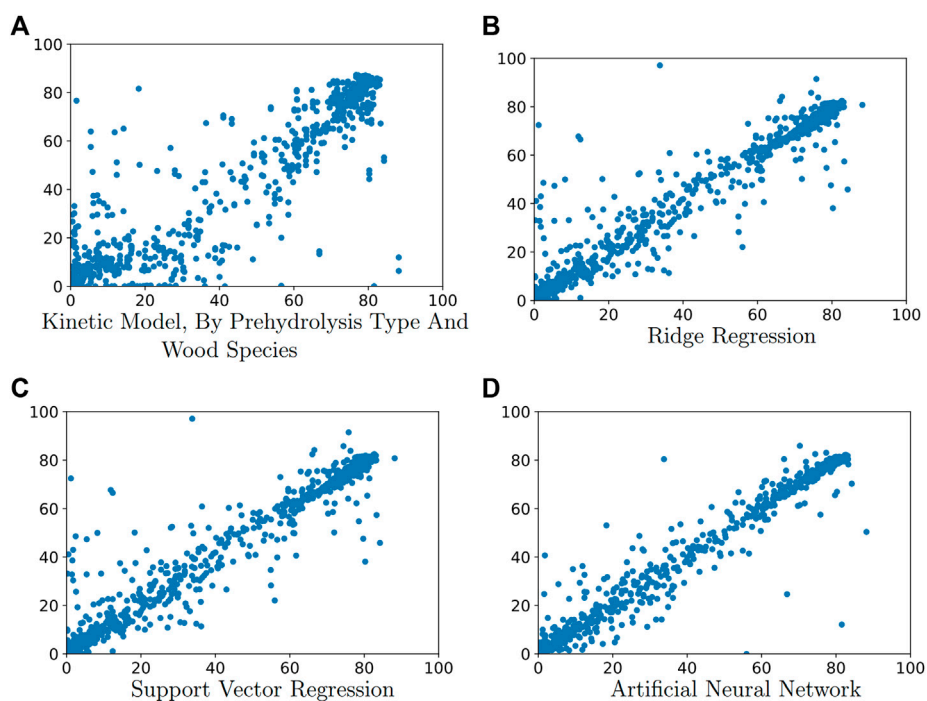 A
100
80
60
40
20
0
0 20 40 60 80 100
Kinetic Model, By Prehydrolysis Type And
Wood Species
B
100
80
60
40
20
0
0 20 40 60 80 100
Ridge Regression
C
100
80
60
40
20
0
0 20 40 60 80 100
Support Vector Regression
D
100
80
60
40
20
0
0 20 40 60 80 100
Artificial Neural Network